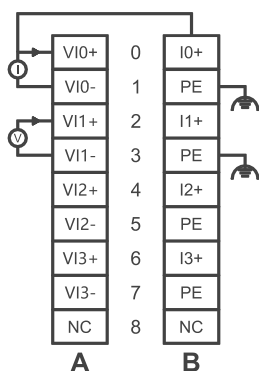 VI0+ 0 I0+
I VI0- 1 PE
V VI1+ 2 I1+
VI1- 3 PE
VI2+ 4 I2+
VI2- 5 PE
VI3+ 6 I3+
VI3- 7 PE
NC 8 NC
A B